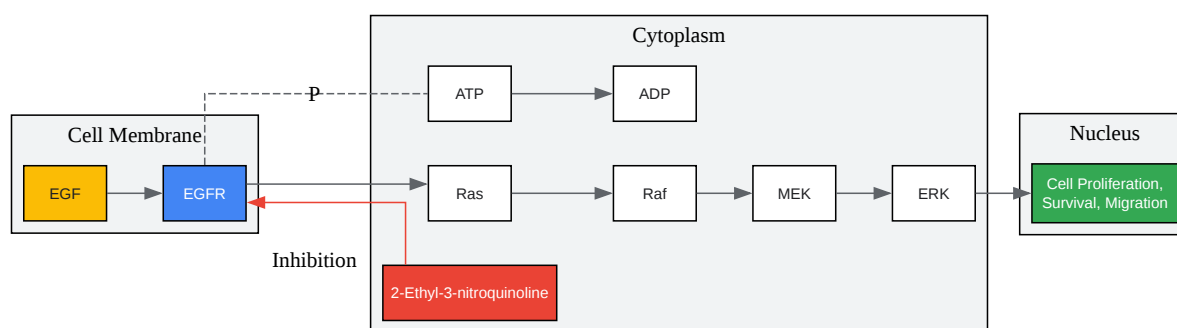 Cytoplasm
P
ATP
ADP
Cell Membrane
Nucleus
EGF
EGFR
Ras
Raf
MEK
ERK
Cell Proliferation,
Survival, Migration
Inhibition
2-Ethyl-3-nitroquinoline